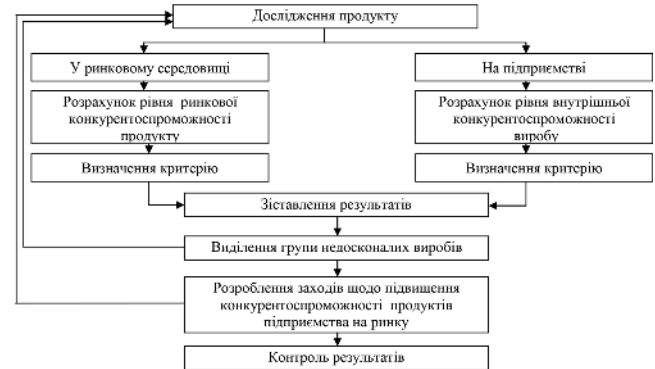 Дослідження продукту
У ринковому середовищі
На підприємстві
Розрахунок рівня ринкової
конкурентоспроможності
продукту
Розрахунок рівня внутрішньої
конкурентоспроможності
виробу
Визначення критерію
Визначення критерію
Зіставлення результатів
Виділення групи недосконалих виробів
Розроблення заходів щодо підвищення
конкурентоспроможності продуктів
підприємства на ринку
Контроль результатів